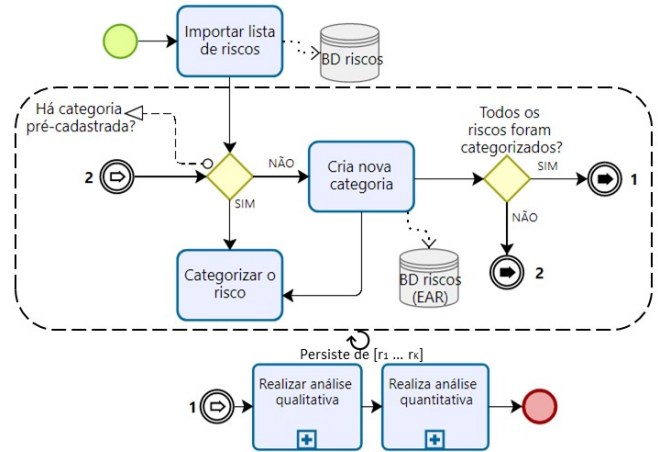 Importar lista
de riscos
BD riscos
Há categoria
pré-cadastrada?
Todos os
riscos foram
categorizados?
2
NÃO
SIM
Cria nova
categoria
SIM
1
NÃO
2
Categorizar o
risco
BD riscos
(EAR)
Persiste de [r1 ... rK]
1
Realizar análise
qualitativa
Realiza análise
quantitativa